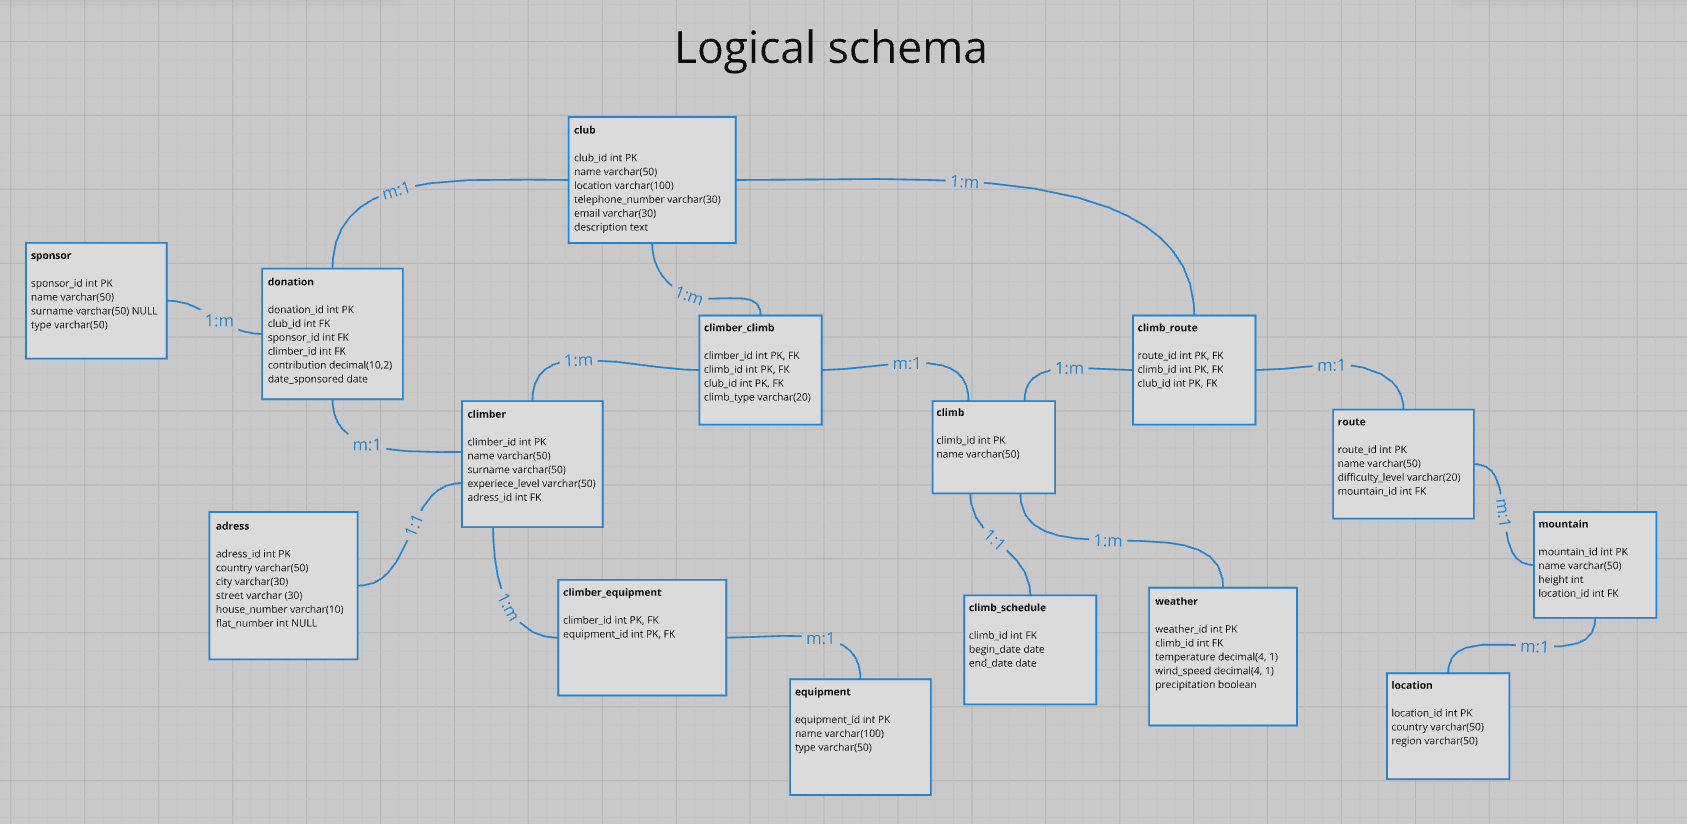 Logical schema
club
club_id int PK
name varchar(50)
location varchar(100)
telephone_number varchar(30)
email varchar(30)
description text
m:1
1:m
sponsor
sponsor_id int PK
name varchar(50)
surname varchar(50) NULL
type varchar(50)
1:m
donation
donation_id int PK
club_id int FK
sponsor_id int FK
climber_id int FK
contribution decimal(10,2)
date_sponsored date
1:m
climber_climb
climber_id int PK, FK
climb_id int PK, FK
club_id int PK, FK
climb_type varchar(20)
climb_route
route_id int PK, FK
climb_id int PK, FK
club_id int PK, FK
1:m
m:1
1:m
m:1
m:1
climber
climber_id int PK
name varchar(50)
surname varchar(50)
experiece_level varchar(50)
adress_id int FK
climb
climb_id int PK
name varchar(50)
route
route_id int PK
name varchar(50)
difficulty_level varchar(20)
mountain_id int FK
1:1
m:1
adress
adress_id int PK
country varchar(50)
city varchar(30)
street varchar (30)
house_number varchar(10)
flat_number int NULL
1:1
1:m
mountain
mountain_id int PK
name varchar(50)
height int
location_id int FK
1:m
climber_equipment
climber_id int PK, FK
equipment_id int PK, FK
m:1
climb_schedule
climb_id int FK
begin_date date
end_date date
weather
weather_id int PK
climb_id int FK
temperature decimal(4, 1)
wind_speed decimal(4, 1)
precipitation boolean
m:1
equipment
equipment_id int PK
name varchar(100)
type varchar(50)
location
location_id int PK
country varchar(50)
region varchar(50)